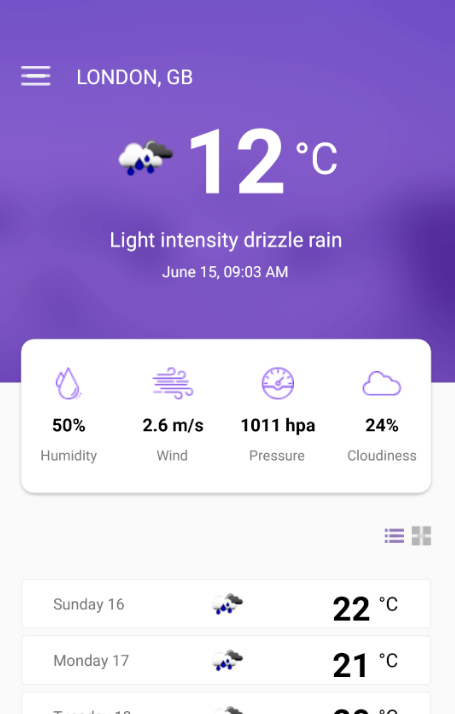 LONDON, GB
12 °C
Light intensity drizzle rain
June 15, 09:03 AM
50% 2.6 m/s 1011 hpa 24%
Humidity Wind Pressure Cloudiness
Sunday 16 22 °C
Monday 17 21 °C